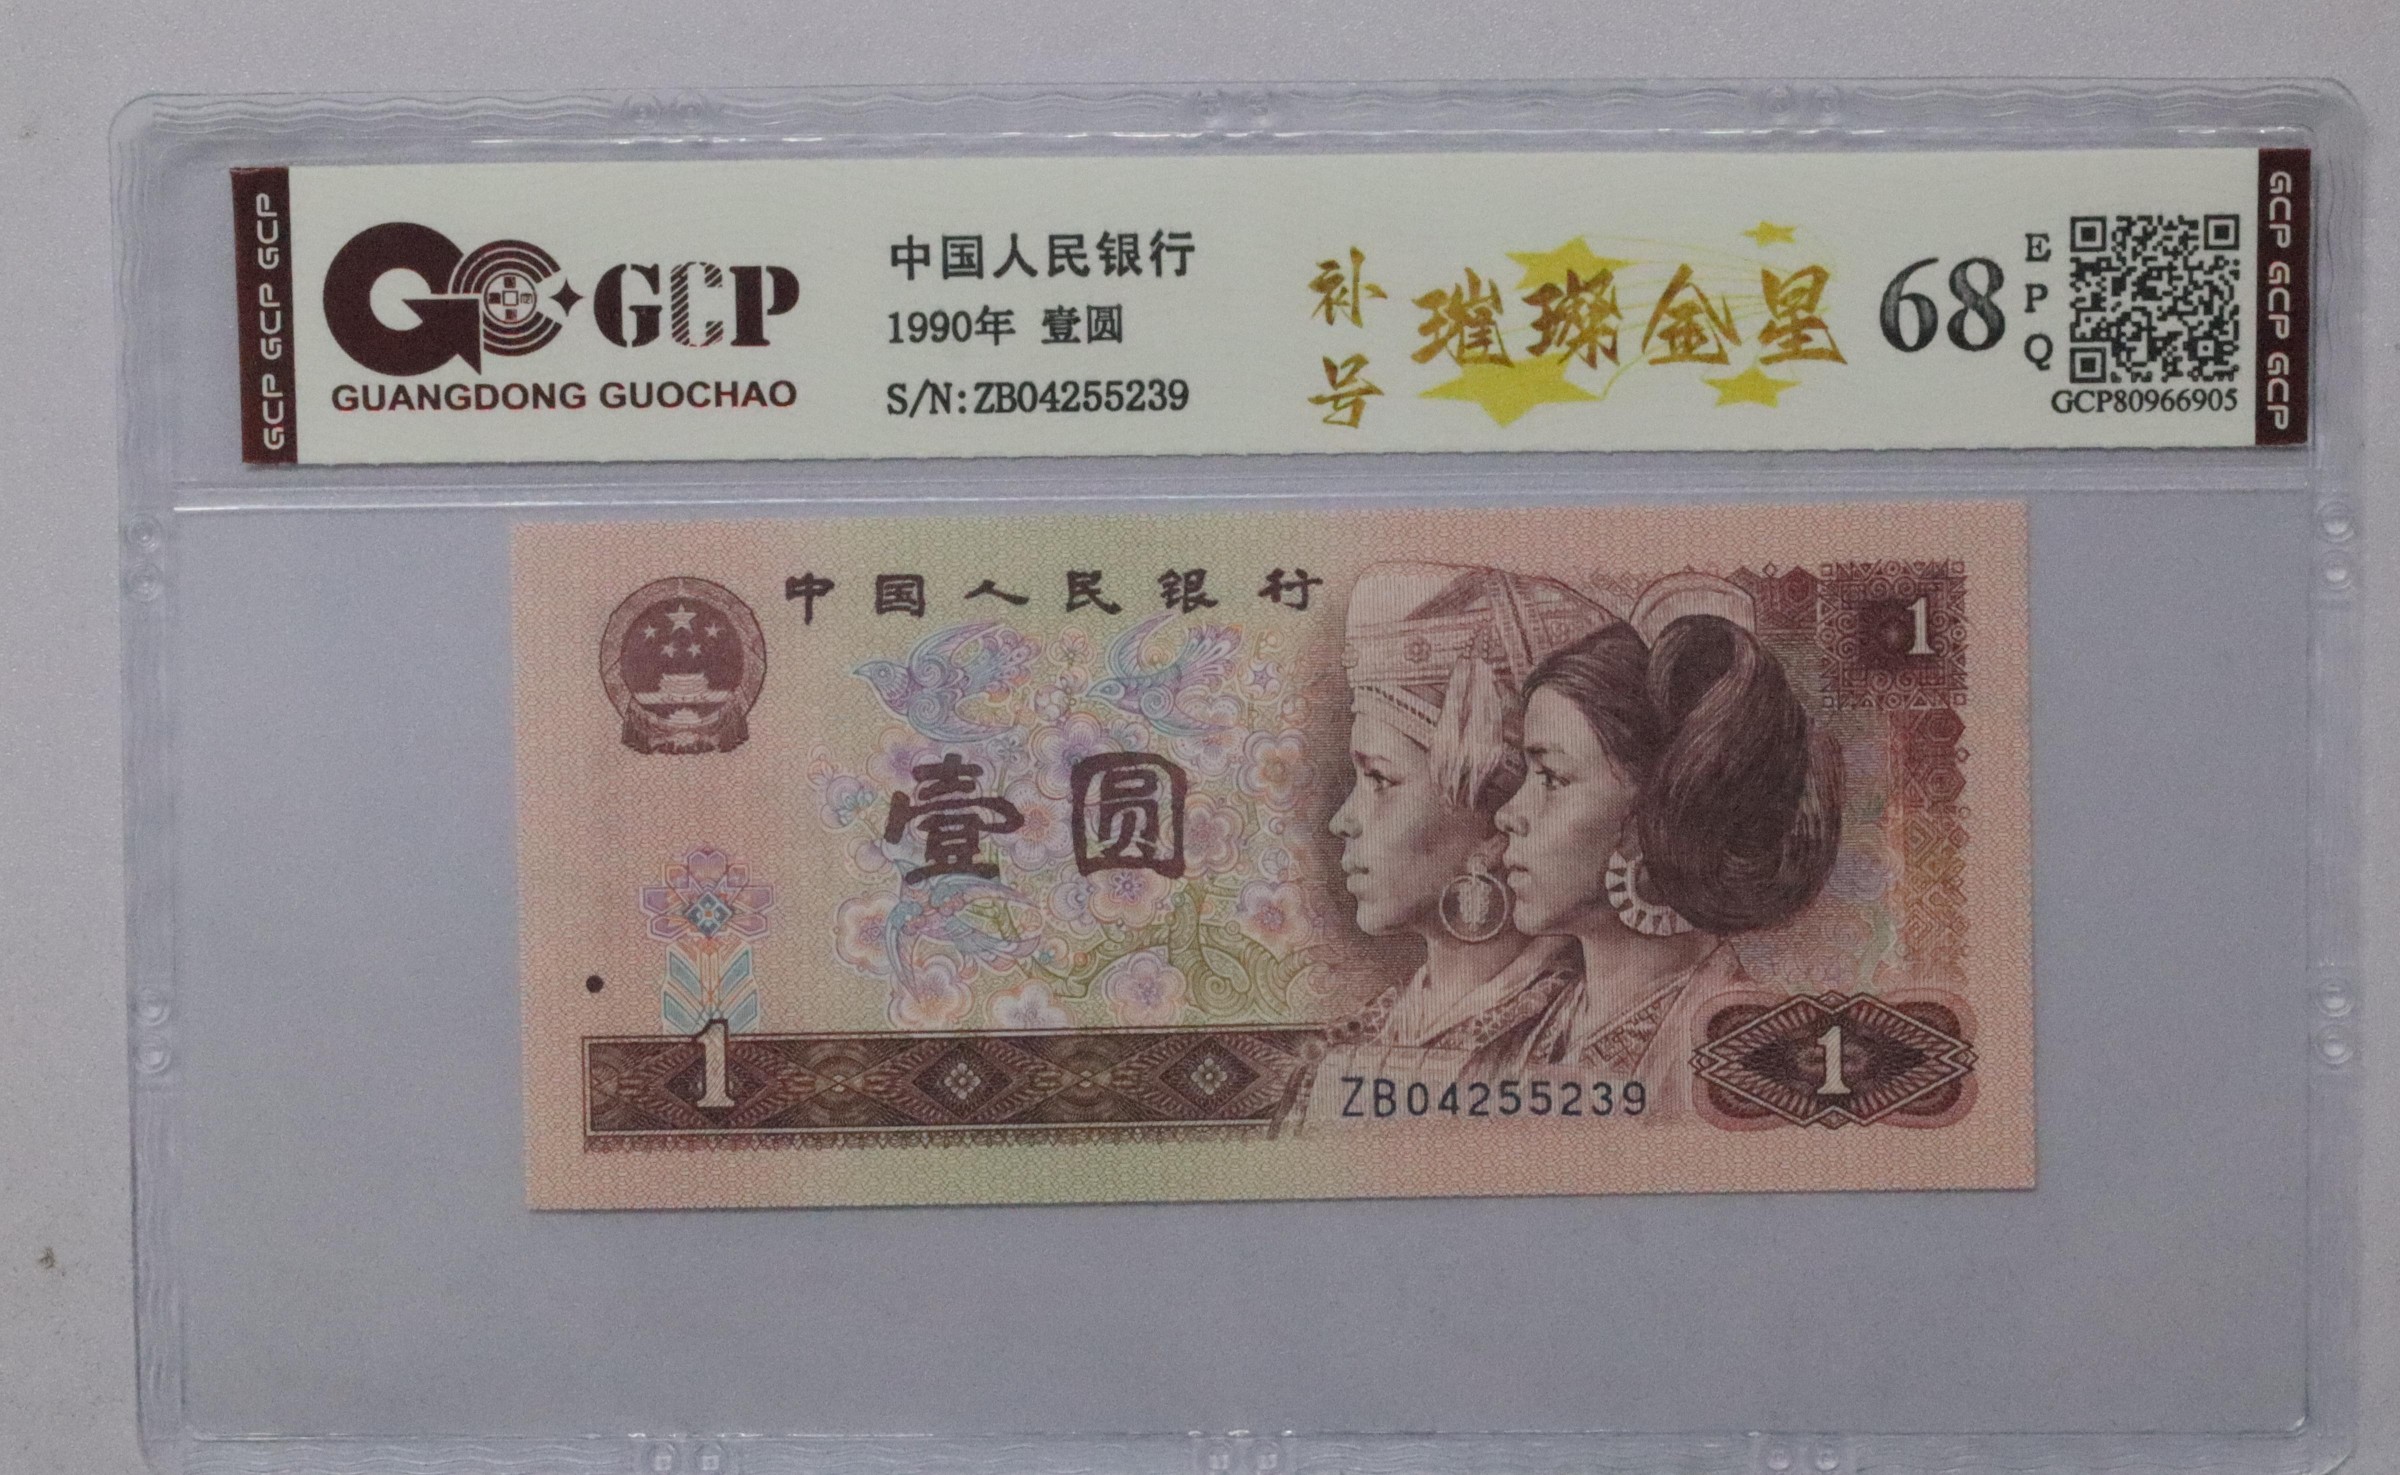 GCP GCP GCP
GCP
GUANGDONG GUOCHAO
中国人民银行
1990年 壹圆
S/N:ZB04255239
补号
璀璨金星
68
EPQ
GCP80966905
GCP GCP GCP
中国人民银行
1
壹圆
1
ZB04255239
1